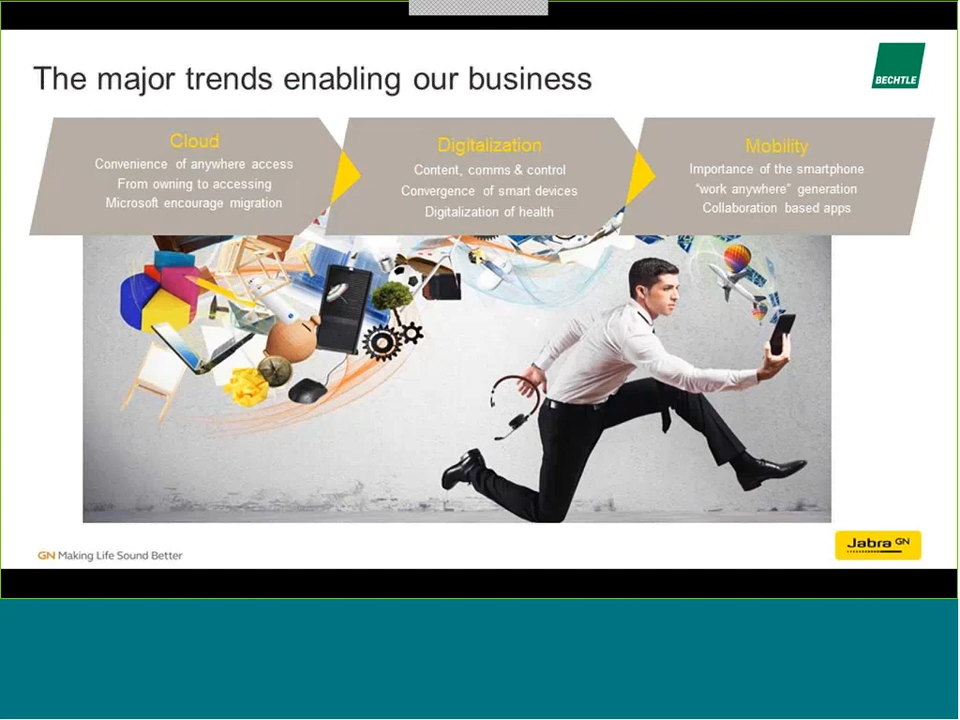 The major trends enabling our business
BECHTLE
Cloud
Convenience of anywhere access
From owning to accessing
Microsoft encourage migration
Digitalization
Content, comms & control
Convergence of smart devices
Digitalization of health
Mobility
Importance of the smartphone
“work anywhere” generation
Collaboration based apps
GN Making Life Sound Better
Jabra GN